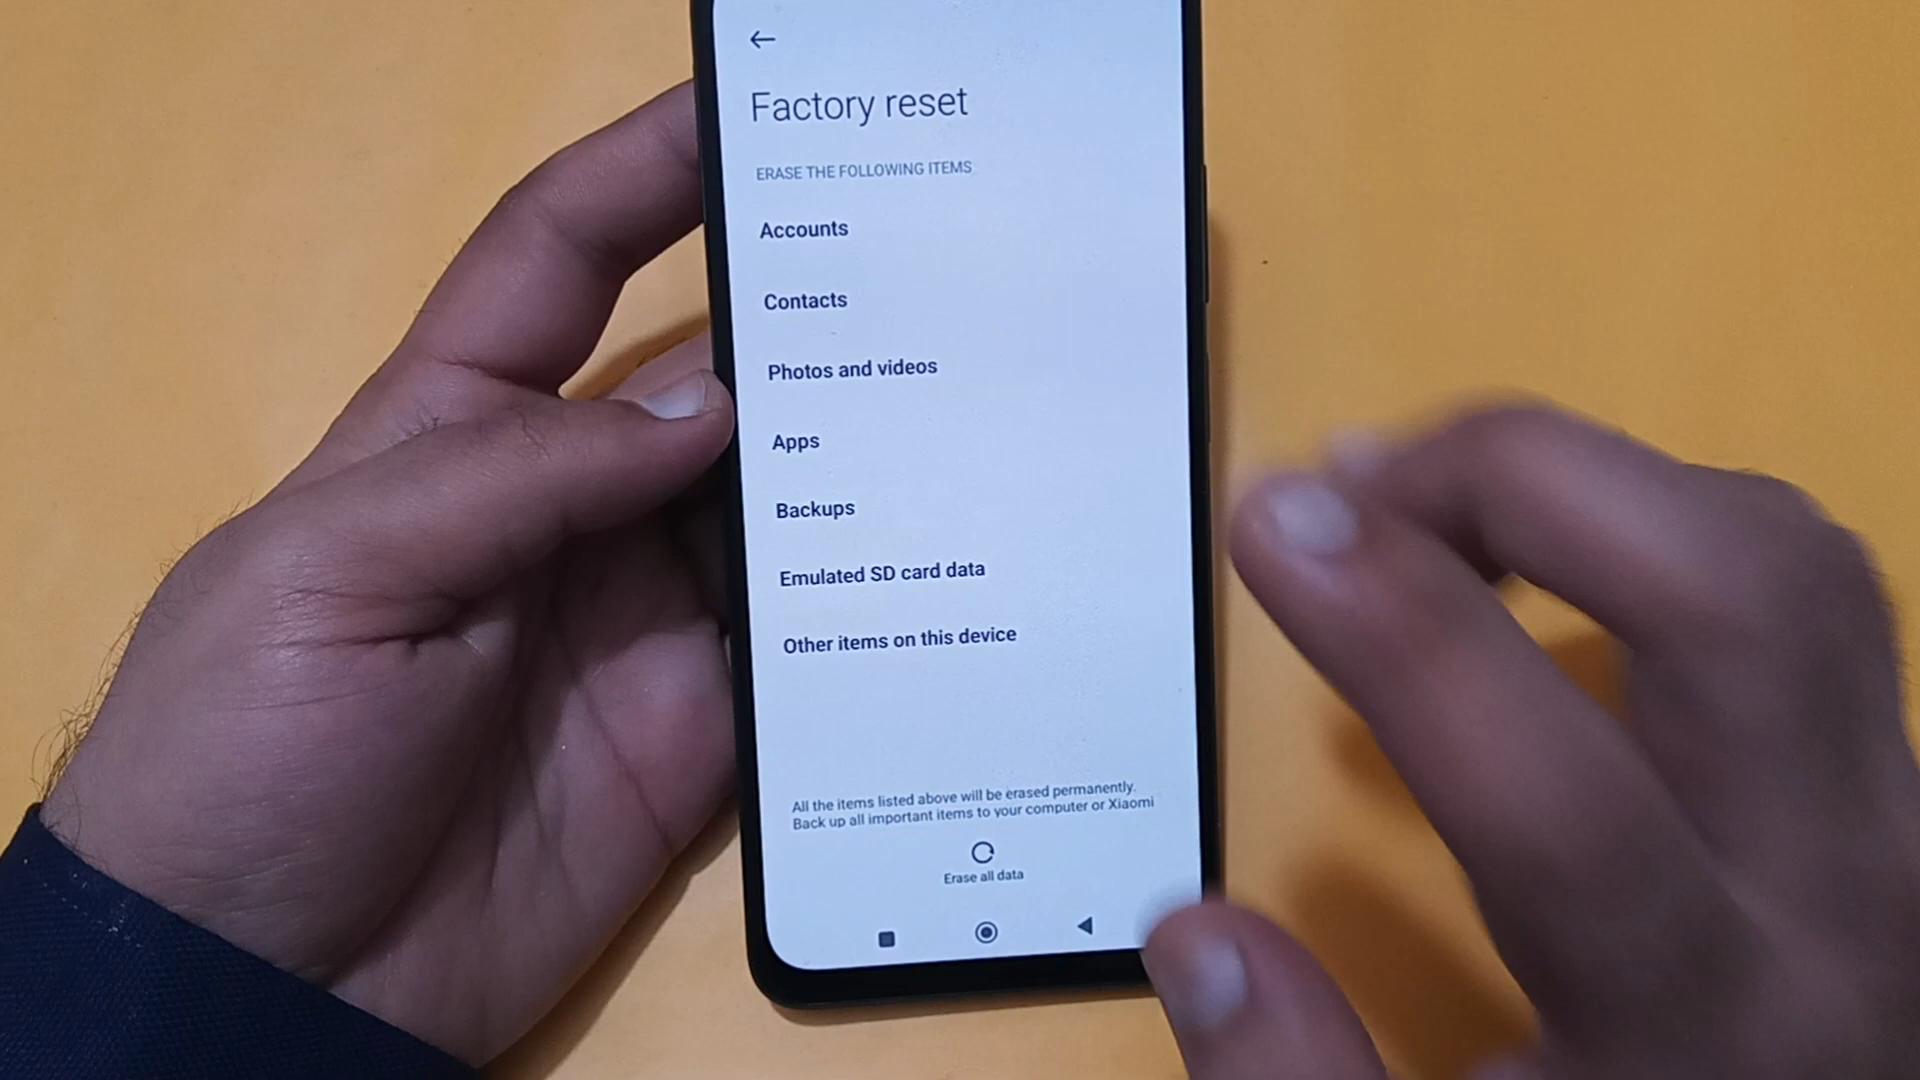 Factory reset
ERASE THE FOLLOWING ITEMS
Accounts
Contacts
Photos and videos
Apps
Backups
Emulated SD card data
Other items on this device
All the items listed above will be erased permanently.
Back up all important items to your computer or Xiaomi
Erase all data